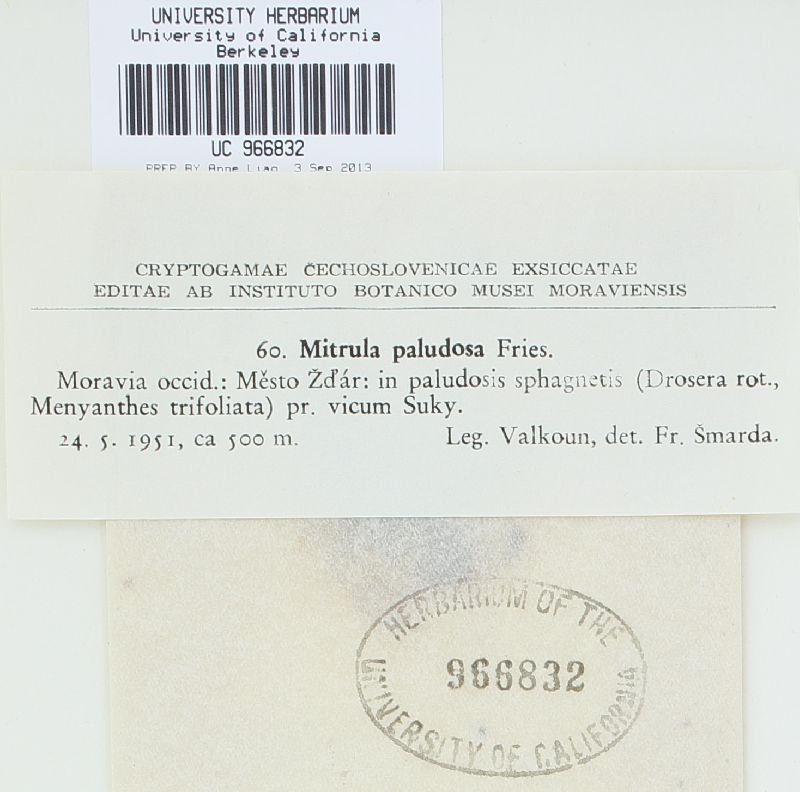 UNIVERSITY HERBARIUM
University of California
Berkeley
UC 966832
PREP BY Anne Lian 3 Sep 2013
CRYPTOGAMAE ČECHOSLOVENICAE EXSICCATAE
EDITAE AB INSTITUTO BOTANICO MUSEI MORAVIENSIS
60. Mitrula paludosa Fries.
Moravia occid.: Město Žďár: in paludosis sphagnetis (Drosera rot.,
Menyanthes trifoliata) pr. vicum Suky.
24. 5. 1951, ca 500 m. Leg. Valkoun, det. Fr. Šmarda.
HERBARIUM OF THE
966832
UNIVERSITY OF CALIFORNIA